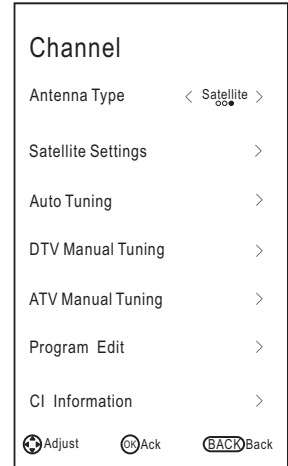 Channel
Antenna Type < Satellite >
Satellite Settings >
Auto Tuning >
DTV Manual Tuning >
ATV Manual Tuning >
Program Edit >
CI Information >
Adjust OK Ack BACK Back